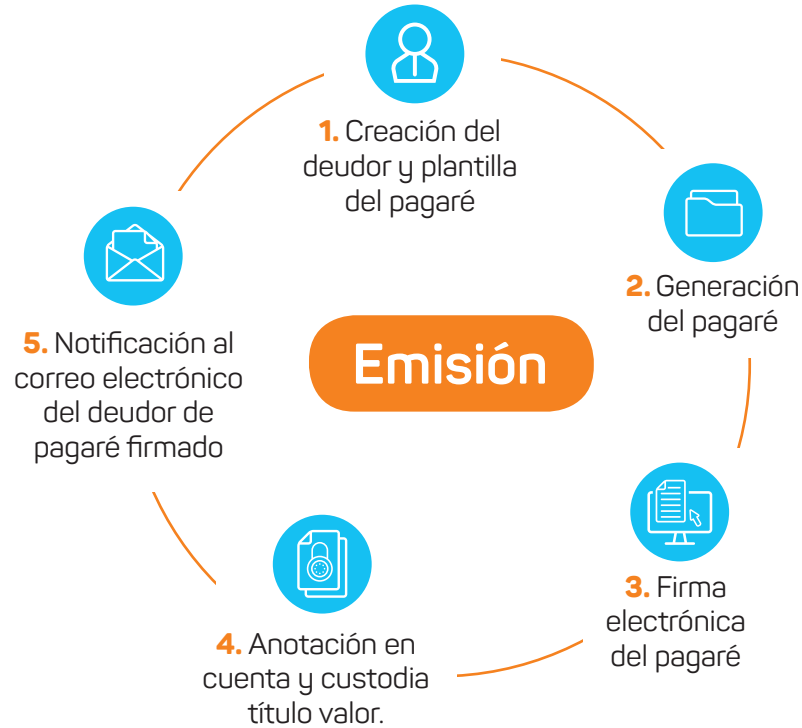 1. Creación del
deudor y plantilla
del pagaré
2. Generación
del pagaré
Emisión
5. Notificación al
correo electrónico
del deudor de
pagaré firmado
3. Firma
electrónica
del pagaré
4. Anotación en
cuenta y custodia
título valor.